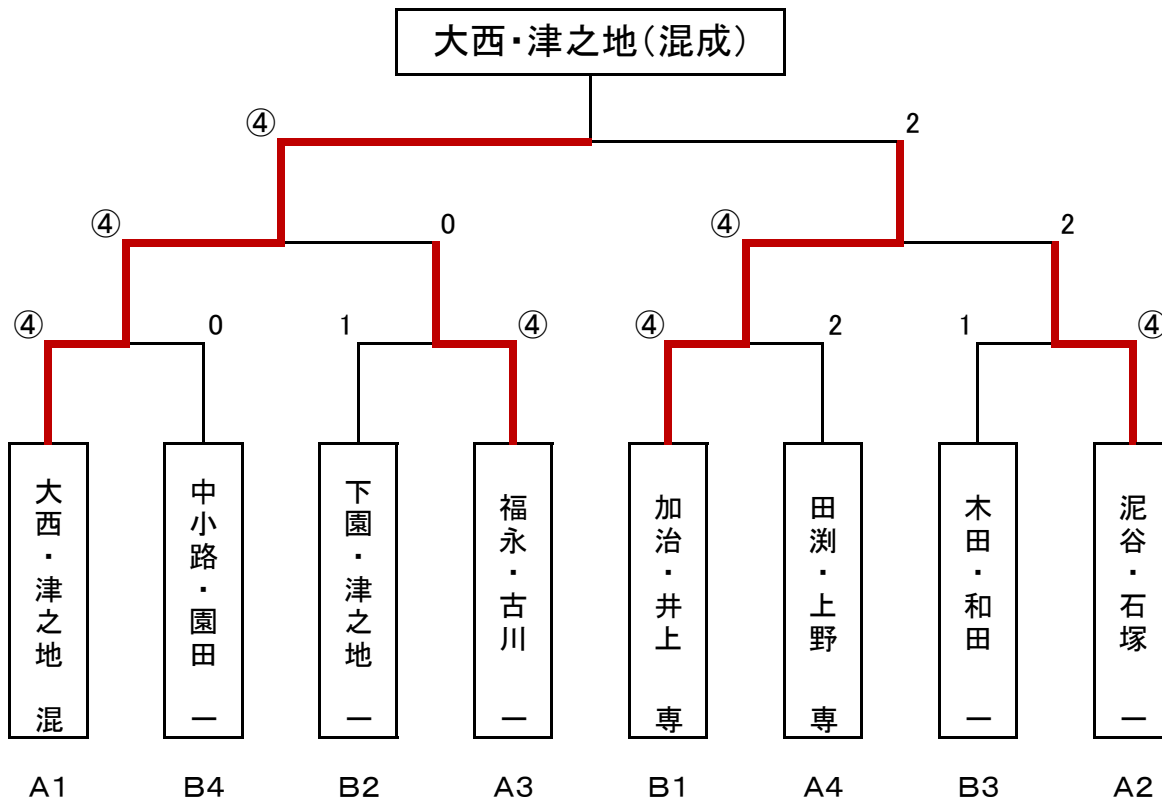 大西・津之地（混成）
④ 2
④ 0 ④ 2
④ 0 1 ④ ④ 2 1 ④
大西・津之地 混
中小路・園田 一
下園・津之地 一
福永・古川 一
加治・井上 専
田渕・上野 専
木田・和田 一
泥谷・石塚 一
A1 B4 B2 A3 B1 A4 B3 A2